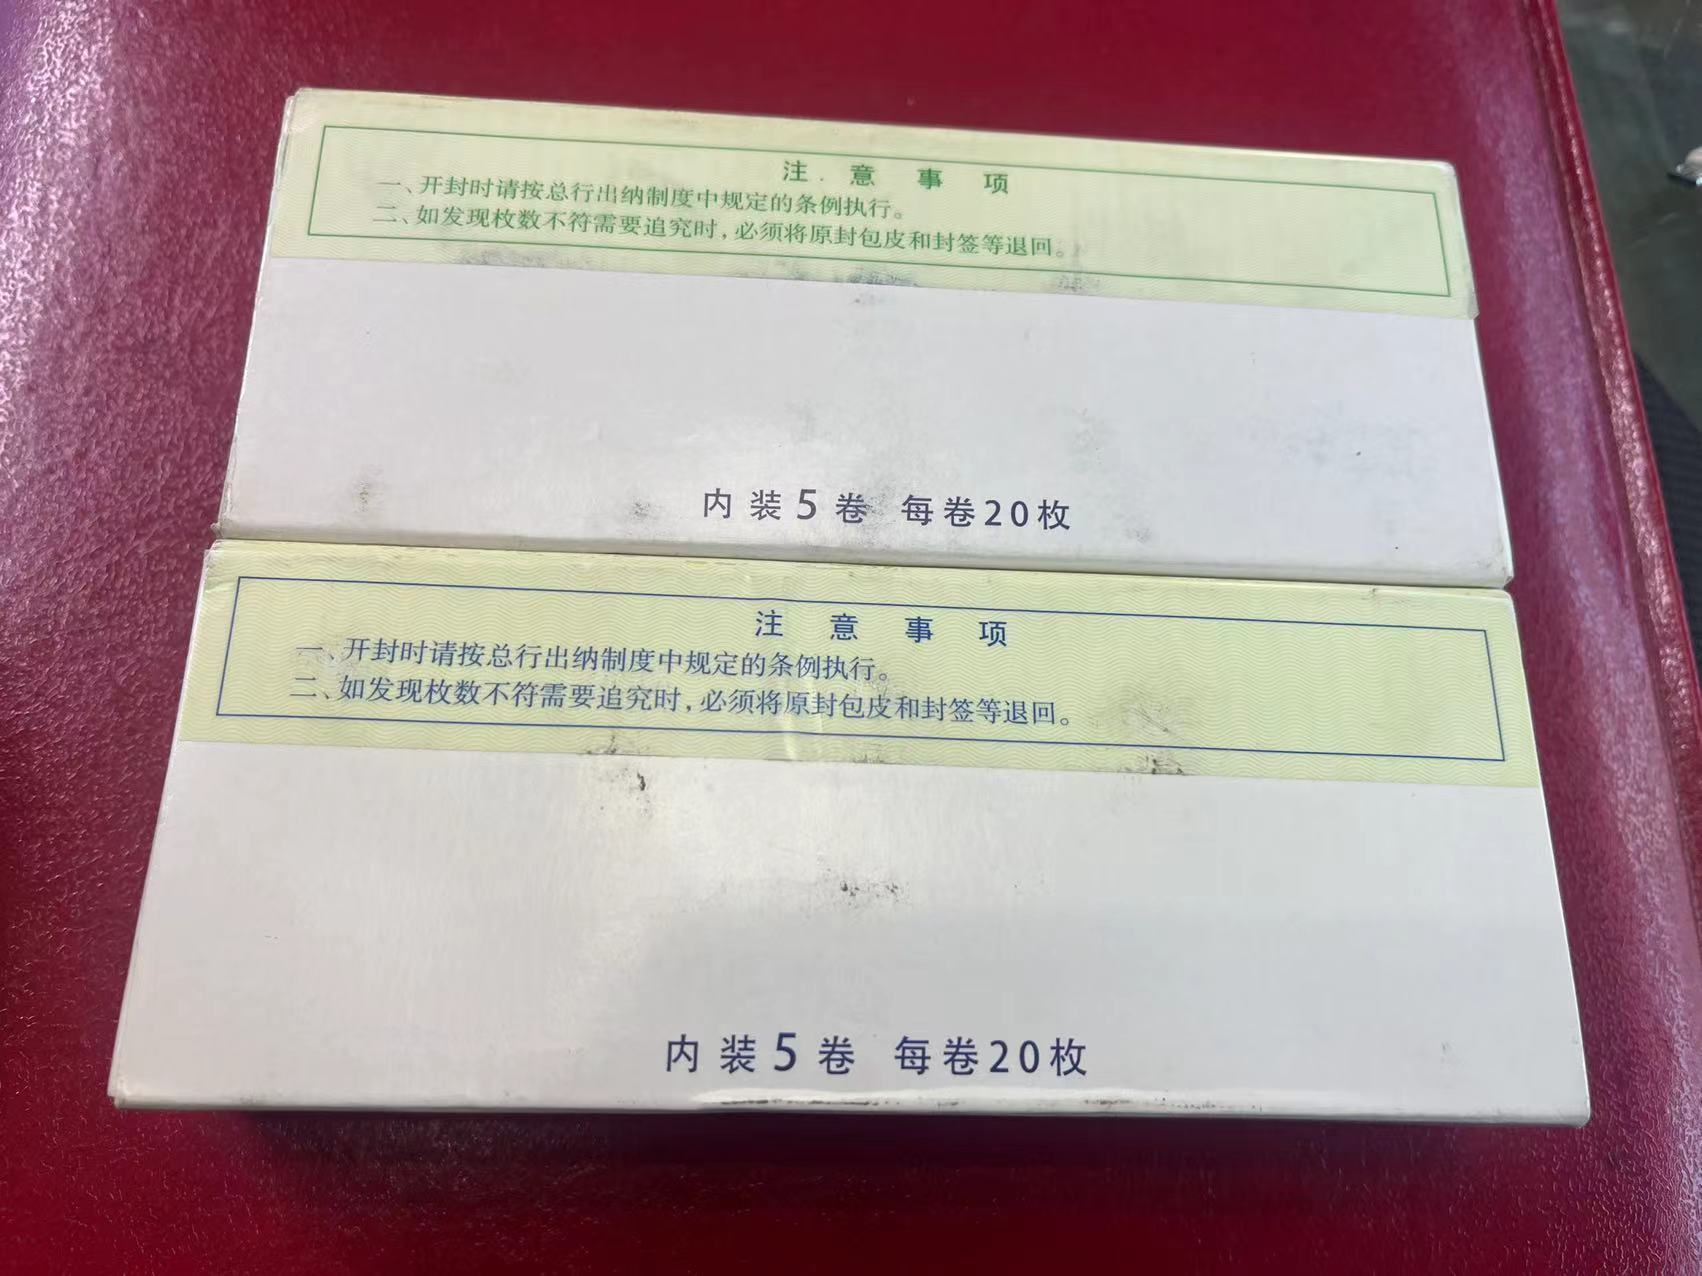 注意事项
一、开封时请按总行出纳制度中规定的条例执行。
二、如发现枚数不符需要追究时，必须将原封包皮和封签等退回。
内装5卷 每卷20枚
注意事项
一、开封时请按总行出纳制度中规定的条例执行。
二、如发现枚数不符需要追究时，必须将原封包皮和封签等退回。
内装5卷 每卷20枚